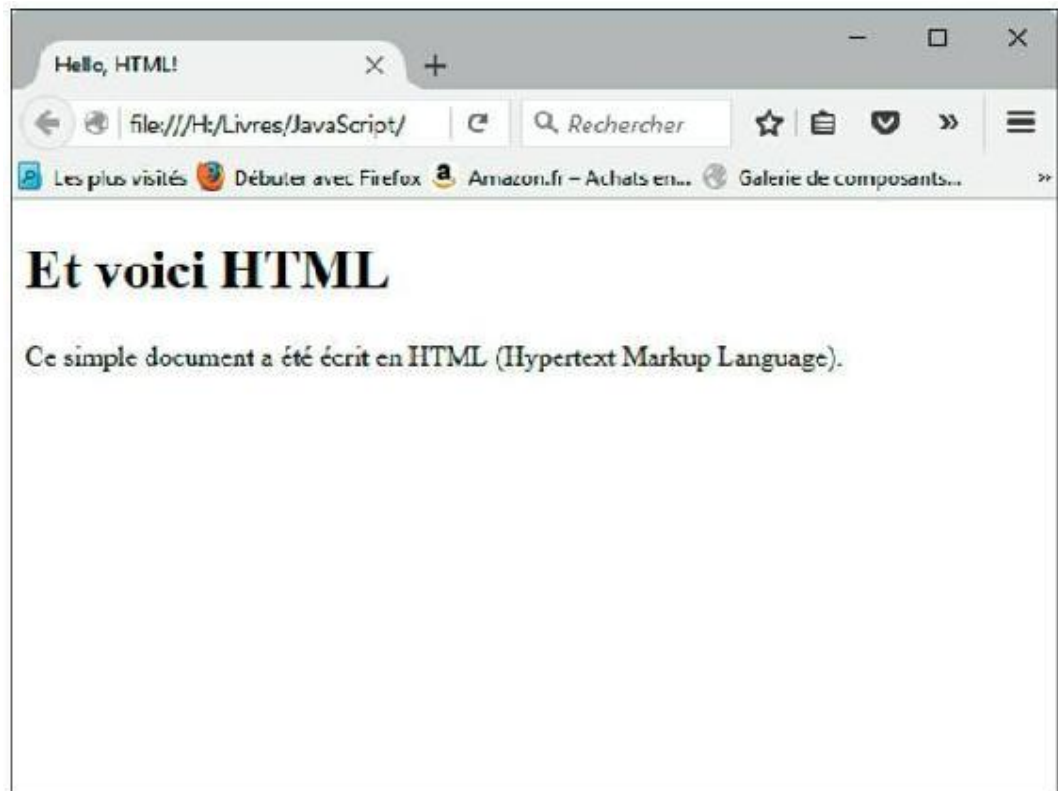 Hello, HTML!
file:///H:/Livres/JavaScript/ Rechercher
Les plus visités Débuter avec Firefox Amazon.fr – Achats en... Galerie de composants...
Et voici HTML
Ce simple document a été écrit en HTML (Hypertext Markup Language).